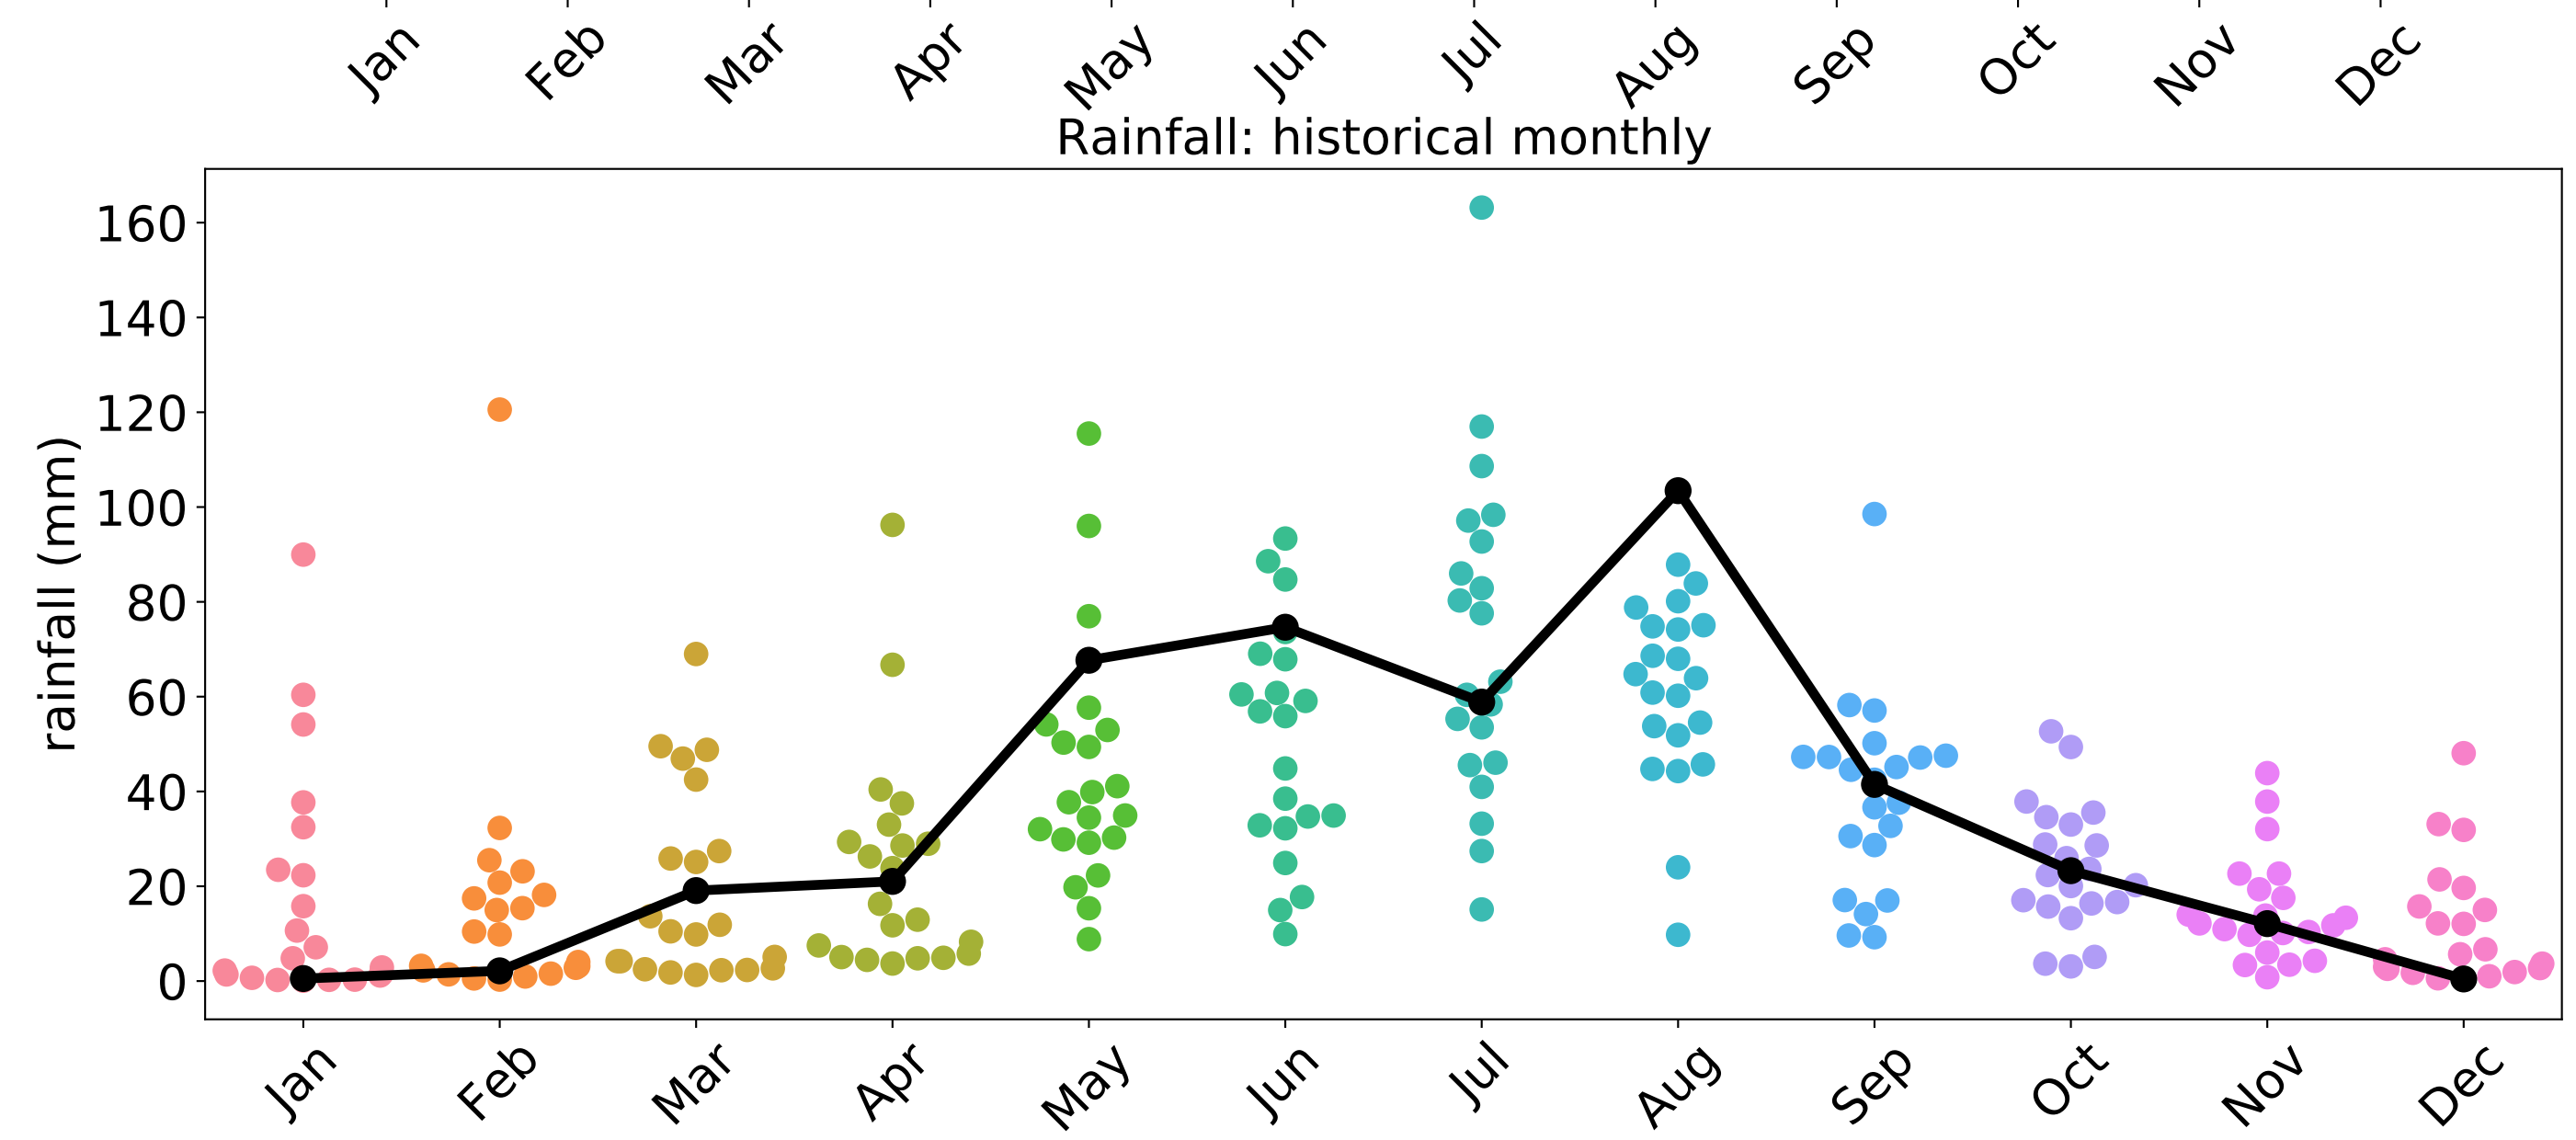 Jan Feb Mar Apr May Jun Jul Aug Sep Oct Nov Dec
Rainfall: historical monthly
160
140
120
100
80
60
40
20
0
rainfall (mm)
Jan Feb Mar Apr May Jun Jul Aug Sep Oct Nov Dec